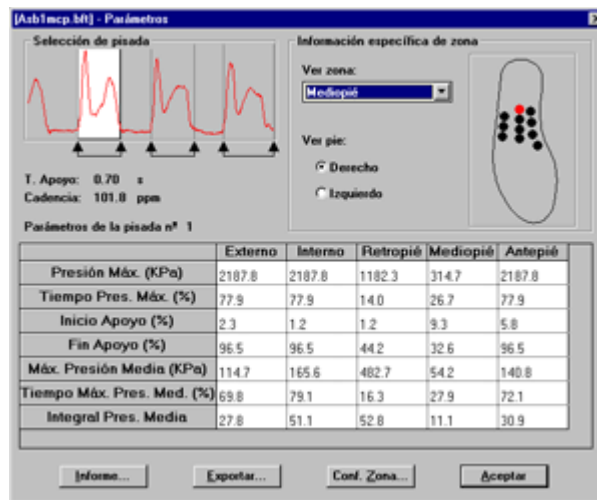 [Asb1mcp.bft] - Parámetros
Selección de pisada
Información específica de zona
Ver zona:
Mediopié
Ver pie:
Derecho
Izquierdo
T. Apoyo: 0.70 s
Cadencia: 101.8 ppm
Parámetros de la pisada nº 1
Externo Interno Retropié Mediopié Antepié
Presión Máx. (KPa) 2187.8 2187.8 1182.3 314.7 2187.8
Tiempo Pres. Máx. (%) 77.9 77.9 14.0 26.7 77.9
Inicio Apoyo (%) 2.3 1.2 1.2 9.3 5.8
Fin Apoyo (%) 96.5 96.5 44.2 32.6 96.5
Máx. Presión Media (KPa) 114.7 165.6 482.7 54.2 140.8
Tiempo Máx. Pres. Med. (%) 69.8 79.1 16.3 27.9 72.1
Integral Pres. Media 27.8 51.1 52.8 11.1 30.9
Informe... Exportar... Conf. Zona... Aceptar